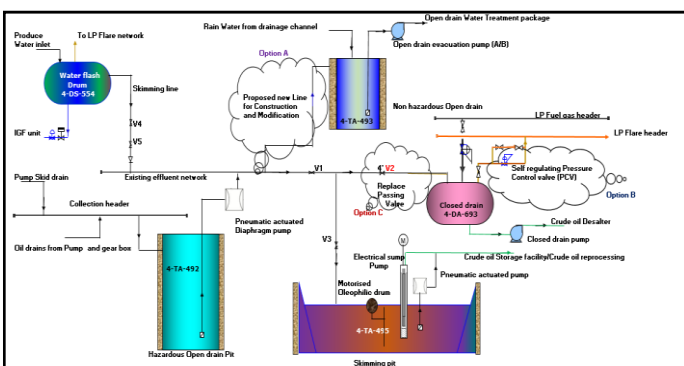 Produce
Water inlet
To LP Flare network
Water flash
Drum
4-DS-554
Skimming line
IGF unit
V4
V5
Rain Water from drainage channel
Option A
Open drain Water Treatment package
Open drain evacuation pump (A/B)
Proposed new Line
for Construction
and Modification
4-TA-493
Non hazardous Open drain
LP Fuel gas header
LP Flare header
Existing effluent network
V1
V2
Replace
Passing
Valve
Option C
Closed drain
4-DA-693
Self regulating Pressure
Control valve (PCV)
Option B
Crude oil Desalter
Closed drain pump
Pump Skid drain
Collection header
Oil drains from Pump and gear box
Pneumatic actuated
Diaphragm pump
4-TA-492
Hazardous Open drain Pit
V3
M
Electrical sump
Pump
Crude oil Storage facility/Crude oil reprocessing
Pneumatic actuated pump
Motorised
Oleophilic drum
4-TA-495
Skimming pit